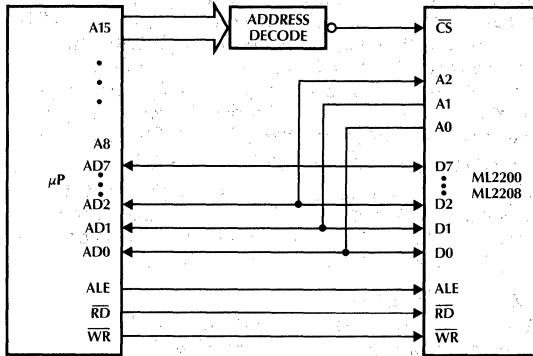 A15
ADDRESS
DECODE
CS
A2
A1
A0
A8
μP
AD7
AD2
AD1
AD0
ALE
RD
WR
D7
D2
D1
D0
ML2200
ML2208
ALE
RD
WR